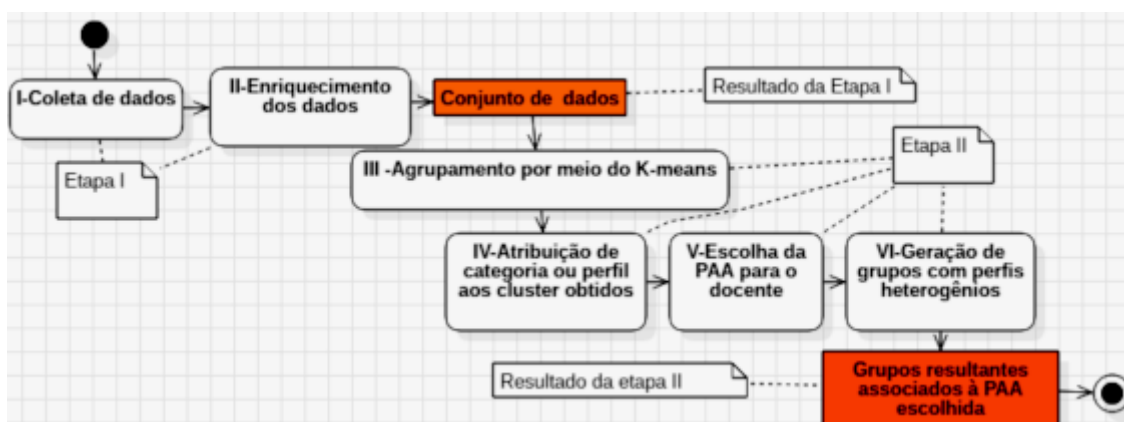 I-Coleta de dados
II-Enriquecimento
dos dados
Conjunto de dados
Resultado da Etapa I
Etapa I
III -Agrupamento por meio do K-means
Etapa II
IV-Atribuição de
categoria ou perfil
aos cluster obtidos
V-Escolha da
PAA para o
docente
VI-Geração de
grupos com perfis
heterogênios
Resultado da etapa II
Grupos resultantes
associados à PAA
escolhida